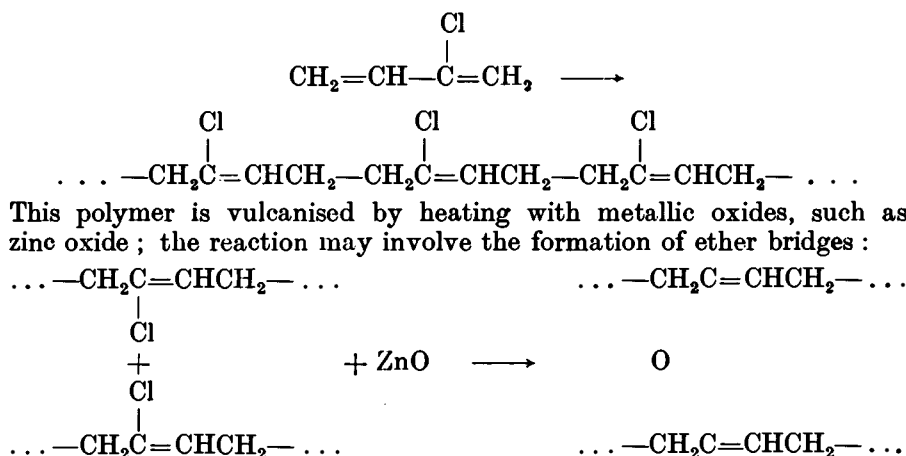 Cl
|
CH₂=CH—C=CH₂ ⟶
Cl Cl Cl
| | |
. . . —CH₂C=CHCH₂—CH₂C=CHCH₂—CH₂C=CHCH₂— . . .
This polymer is vulcanised by heating with metallic oxides, such as
zinc oxide ; the reaction may involve the formation of ether bridges :
. . . —CH₂C=CHCH₂— . . . . . . —CH₂C=CHCH₂— . . .
|
Cl
+ + ZnO ⟶ O
Cl
|
. . . —CH₂C=CHCH₂— . . . . . . —CH₂C=CHCH₂— . . .